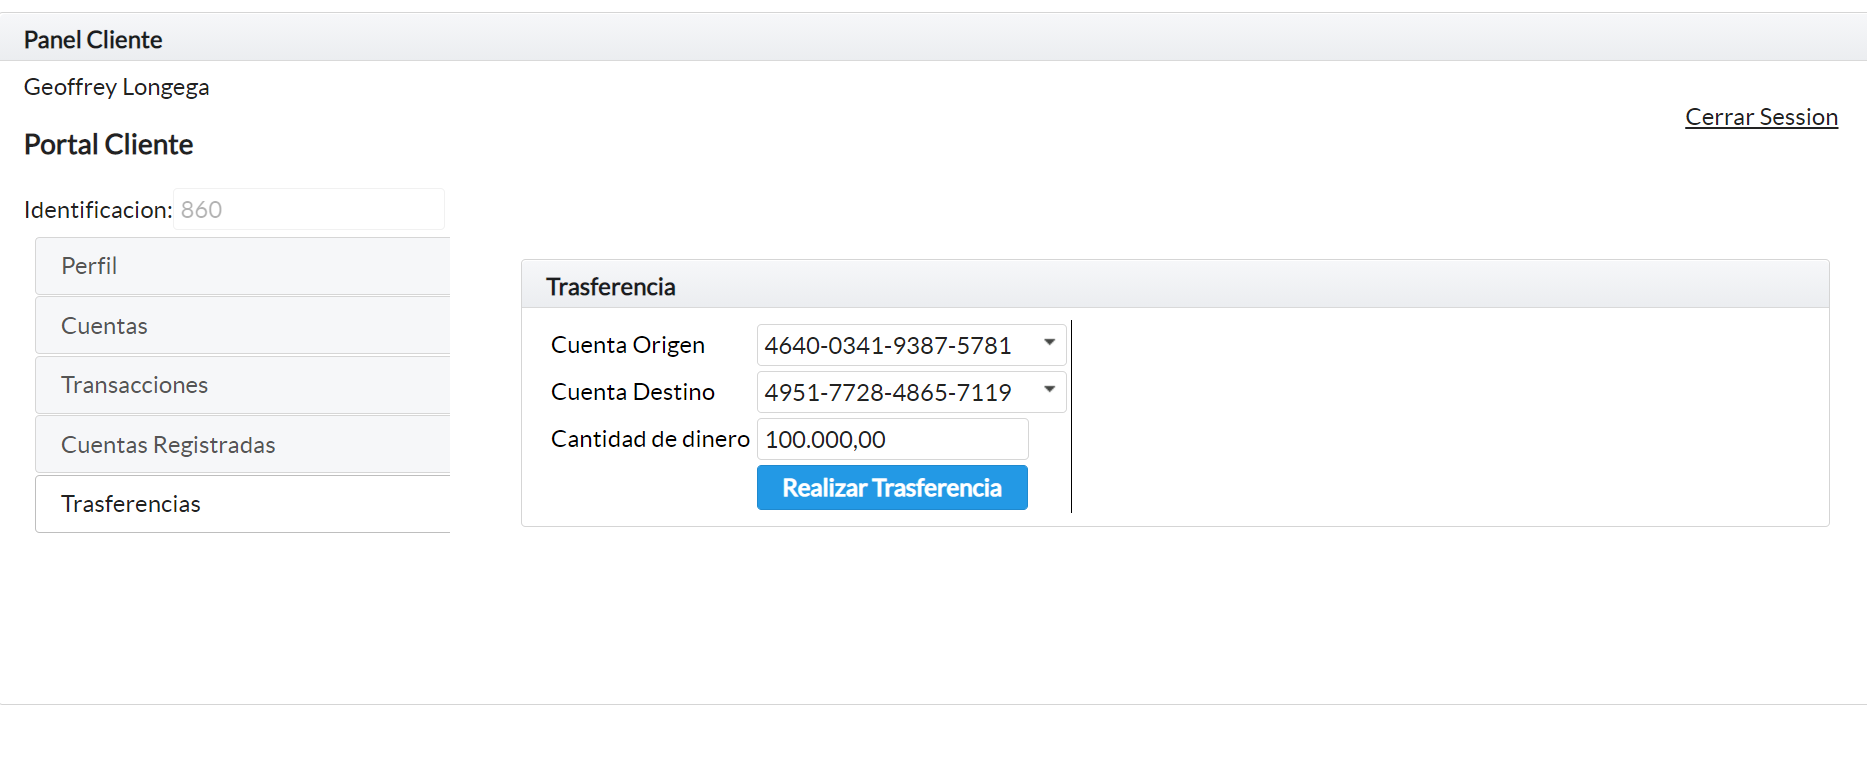 Panel Cliente
Geoffrey Longega
Cerrar Session
Portal Cliente
Identificacion: 860
Perfil
Cuentas
Transacciones
Cuentas Registradas
Trasferencias
Trasferencia
Cuenta Origen 4640-0341-9387-5781
Cuenta Destino 4951-7728-4865-7119
Cantidad de dinero 100.000,00
Realizar Trasferencia